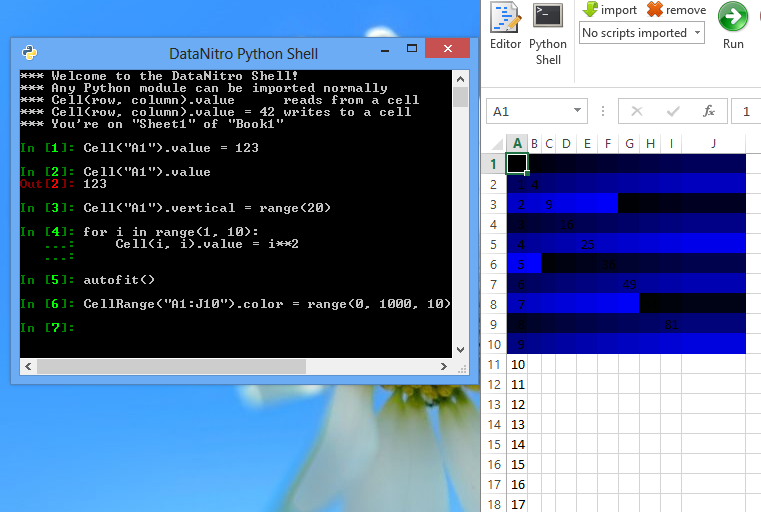 DataNitro Python Shell
*** Welcome to the DataNitro Shell!
*** Any Python module can be imported normally
*** Cell(row, column).value      reads from a cell
*** Cell(row, column).value = 42 writes to a cell
*** You're on "Sheet1" of "Book1"
In [1]: Cell("A1").value = 123
In [2]: Cell("A1").value
Out[2]: 123
In [3]: Cell("A1").vertical = range(20)
In [4]: for i in range(1, 10):
...:     Cell(i, i).value = i**2
...:
In [5]: autofit()
In [6]: CellRange("A1:J10").color = range(0, 1000, 10)
In [7]:
Editor
Python Shell
import remove
No scripts imported
Run
A1 fx 1
A B C D E F G H I J
1
2 1 4
3 2 9
4 16
5 4 25
6 5 36
7 6 49
8 7
9 81
10 9
11 10
12 11
13 12
14 13
15 14
16 15
17 16
18 17